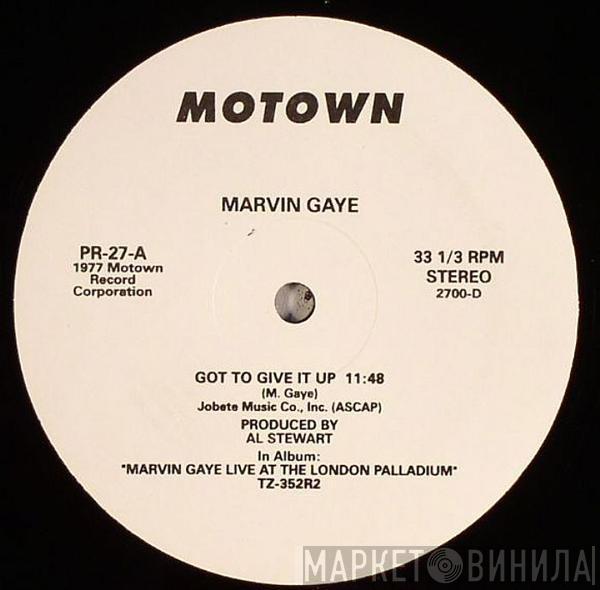 MOTOWN
MARVIN GAYE
PR-27-A
1977 Motown
Record
Corporation
33 1/3 RPM
STEREO
2700-D
GOT TO GIVE IT UP 11:48
(M. Gaye)
Jobete Music Co., Inc. (ASCAP)
PRODUCED BY
AL STEWART
In Album:
"MARVIN GAYE LIVE AT THE LONDON PALLADIUM"
TZ-352R2
МАРКЕТ ВИНИЛА